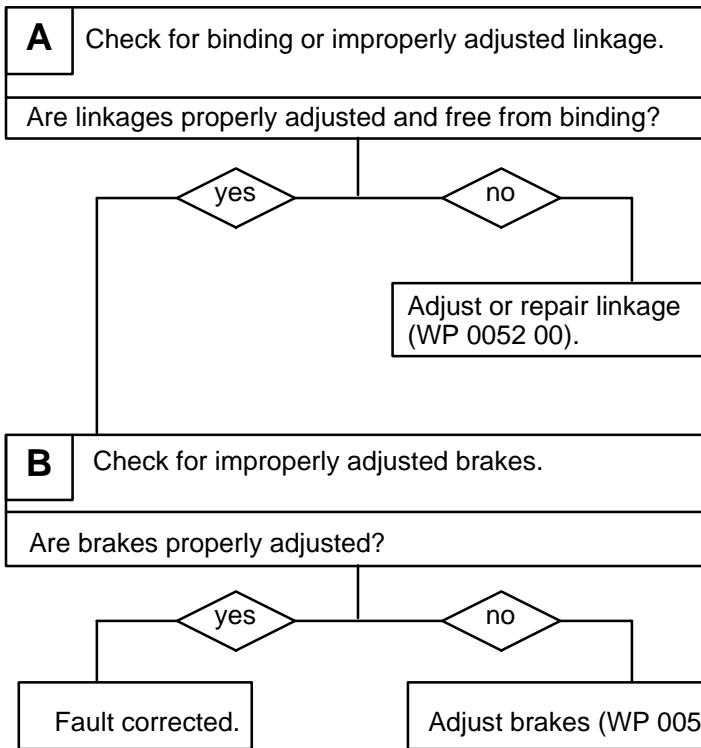 A
Check for binding or improperly adjusted linkage.
Are linkages properly adjusted and free from binding?
yes
no
Adjust or repair linkage
(WP 0052 00).
B
Check for improperly adjusted brakes.
Are brakes properly adjusted?
yes
no
Fault corrected.
Adjust brakes (WP 005